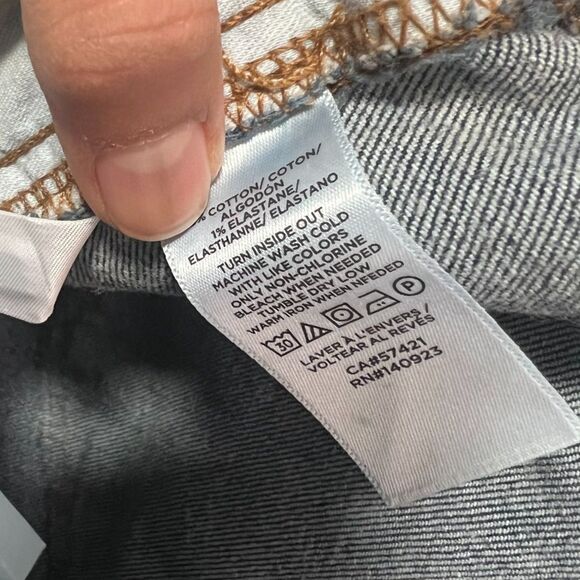 % COTTON/ COTON/
ALGODÓN
1% ELASTANE/
ELASTHANNE/ ELASTANO
TURN INSIDE OUT
MACHINE WASH COLD
WITH LIKE COLORS
ONLY NON-CHLORINE
BLEACH WHEN NEEDED
TUMBLE DRY LOW
WARM IRON WHEN NEEDED
30 P
LAVER À L'ENVERS/
VOLTEAR AL REVÉS
CA#57421
RN#140923